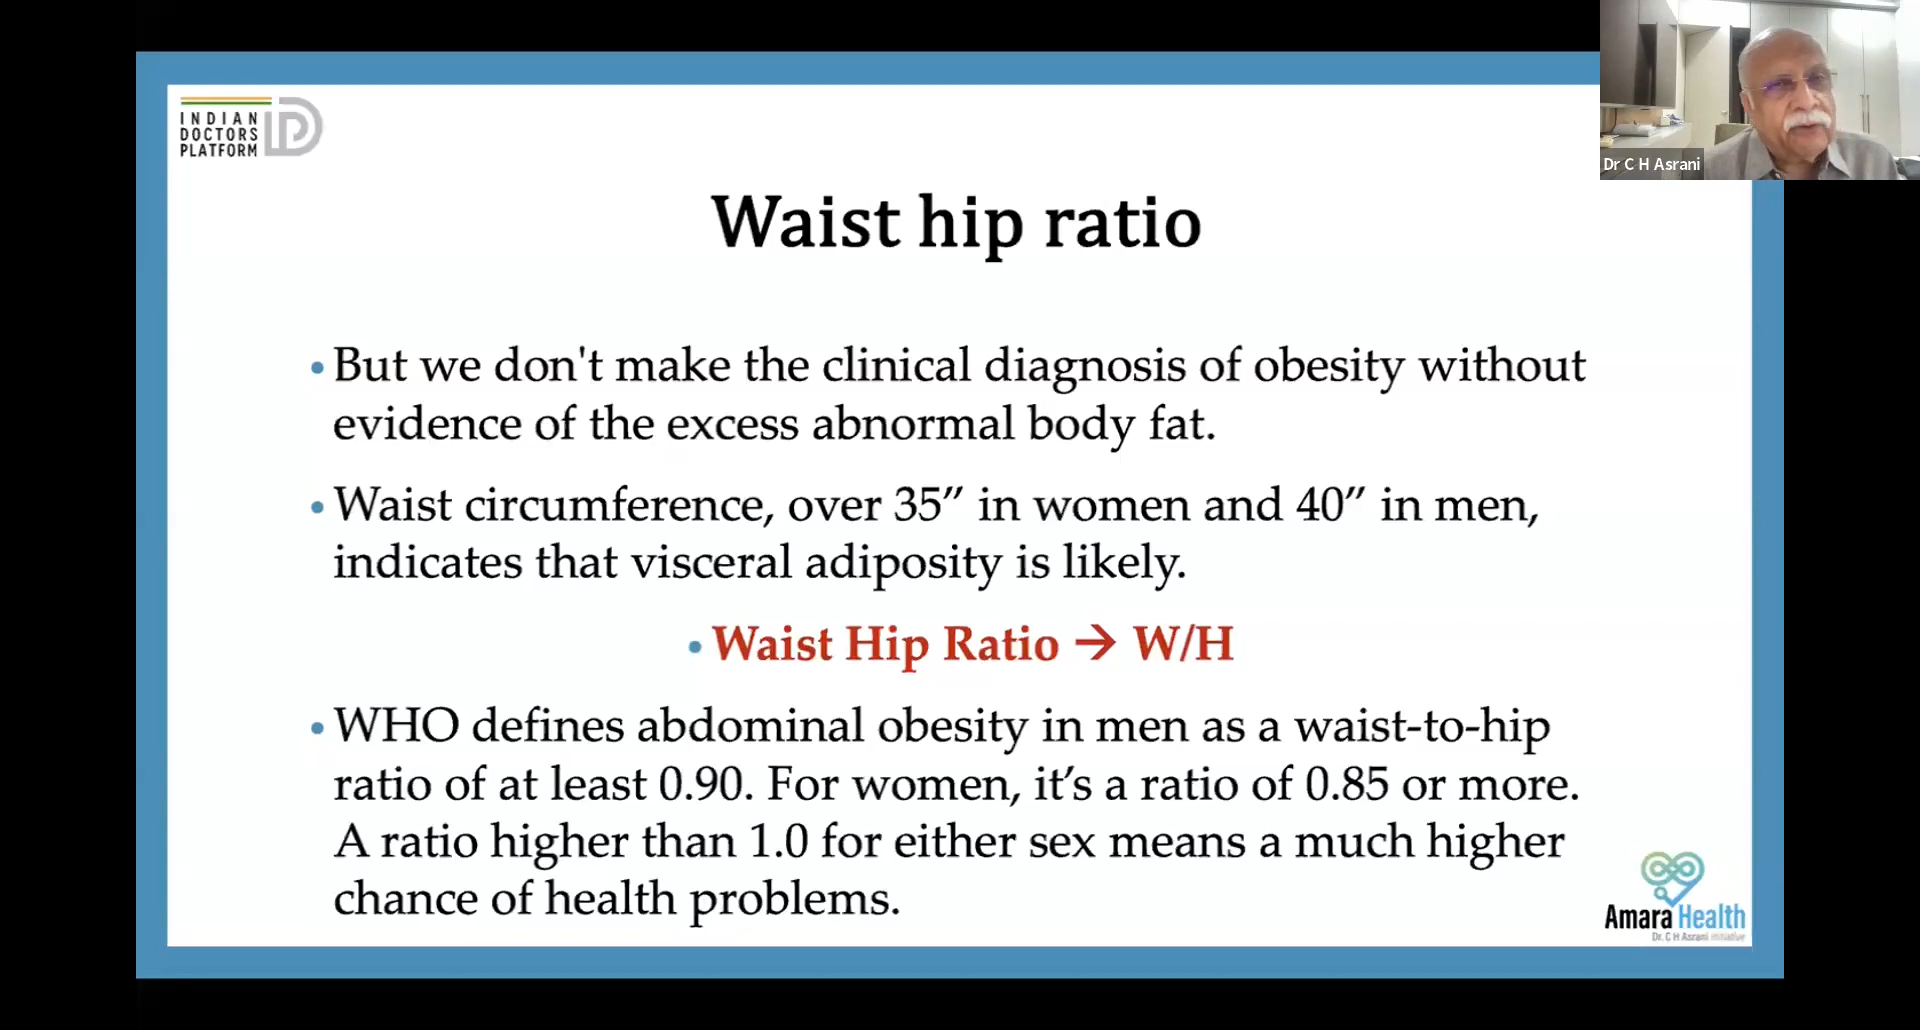 INDIAN
DOCTORS
PLATFORM
Dr C H Asrani
Waist hip ratio
• But we don't make the clinical diagnosis of obesity without
evidence of the excess abnormal body fat.
• Waist circumference, over 35″ in women and 40″ in men,
indicates that visceral adiposity is likely.
• Waist Hip Ratio → W/H
• WHO defines abdominal obesity in men as a waist-to-hip
ratio of at least 0.90. For women, it’s a ratio of 0.85 or more.
A ratio higher than 1.0 for either sex means a much higher
chance of health problems.
Amara Health
Dr. C H Asrani initiative